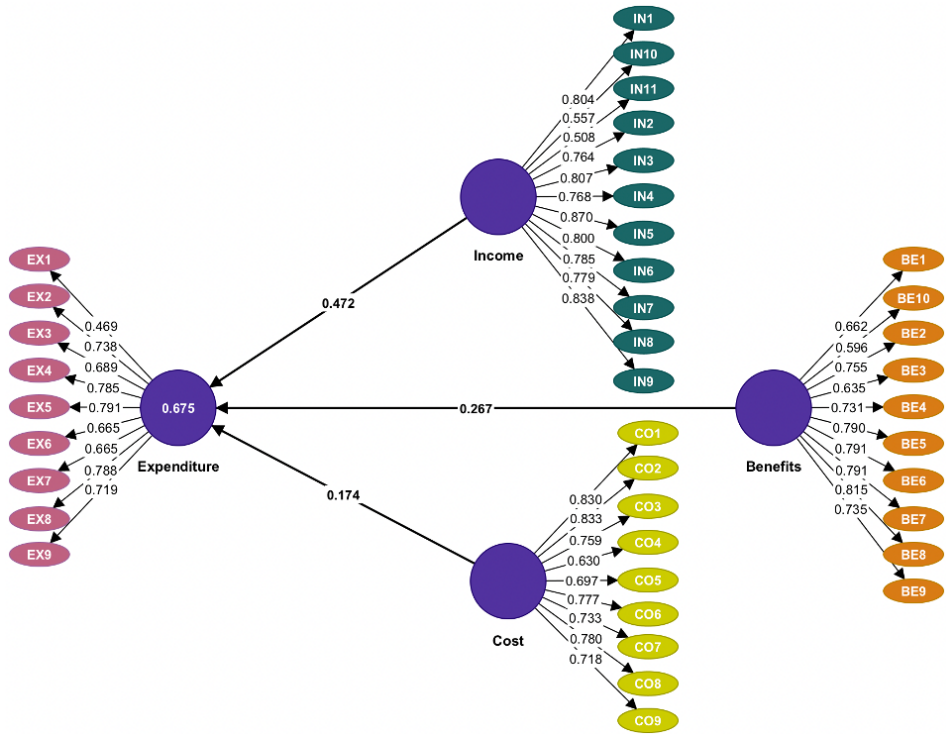 IN1
IN10
IN11
IN2
IN3
IN4
IN5
IN6
IN7
IN8
IN9
0.804
0.557
0.508
0.764
0.807
0.768
0.870
0.800
0.785
0.779
0.838
Income
0.472
EX1
EX2
EX3
EX4
EX5
EX6
EX7
EX8
EX9
0.469
0.738
0.689
0.785
0.791
0.665
0.665
0.788
0.719
0.675
Expenditure
0.267
0.174
BE1
BE10
BE2
BE3
BE4
BE5
BE6
BE7
BE8
BE9
0.662
0.596
0.755
0.635
0.731
0.790
0.791
0.791
0.815
0.735
Benefits
CO1
CO2
CO3
CO4
CO5
CO6
CO7
CO8
CO9
0.830
0.833
0.759
0.630
0.697
0.777
0.733
0.780
0.718
Cost